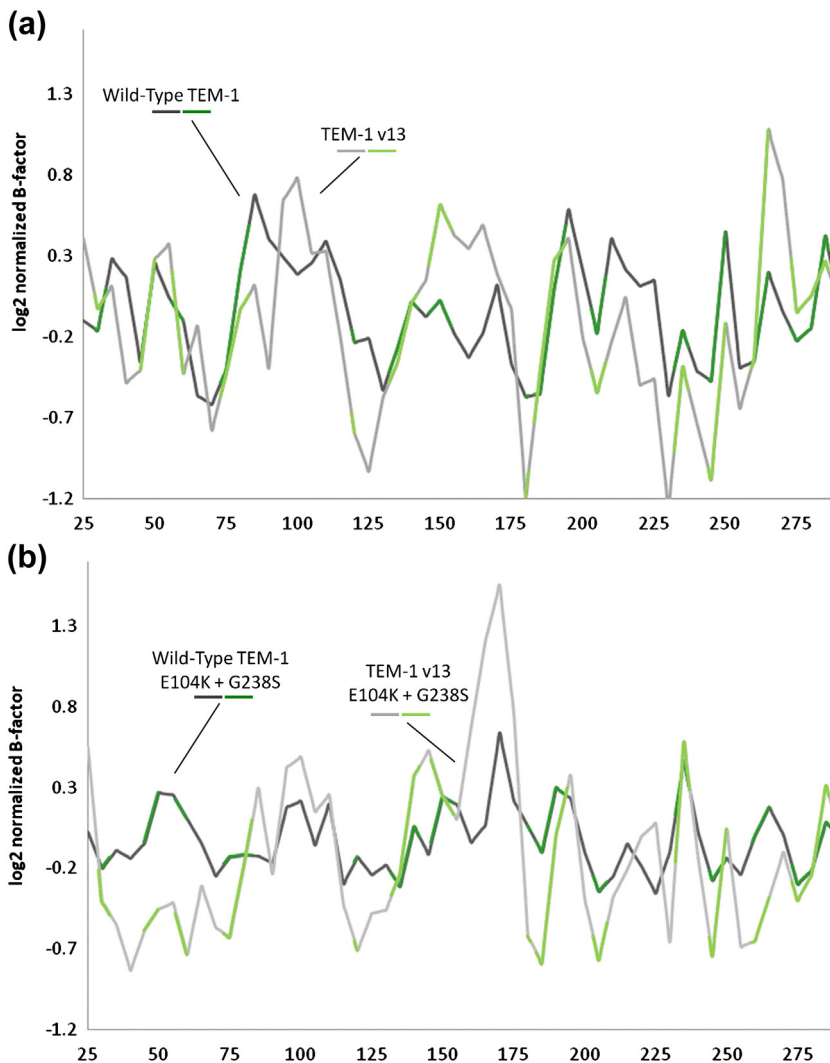 (a)
log2 normalized B-factor
1.3
0.8
0.3
-0.2
-0.7
-1.2
Wild-Type TEM-1
TEM-1 v13
25 50 75 100 125 150 175 200 225 250 275
(b)
log2 normalized B-factor
1.3
0.8
0.3
-0.2
-0.7
-1.2
Wild-Type TEM-1
E104K + G238S
TEM-1 v13
E104K + G238S
25 50 75 100 125 150 175 200 225 250 275